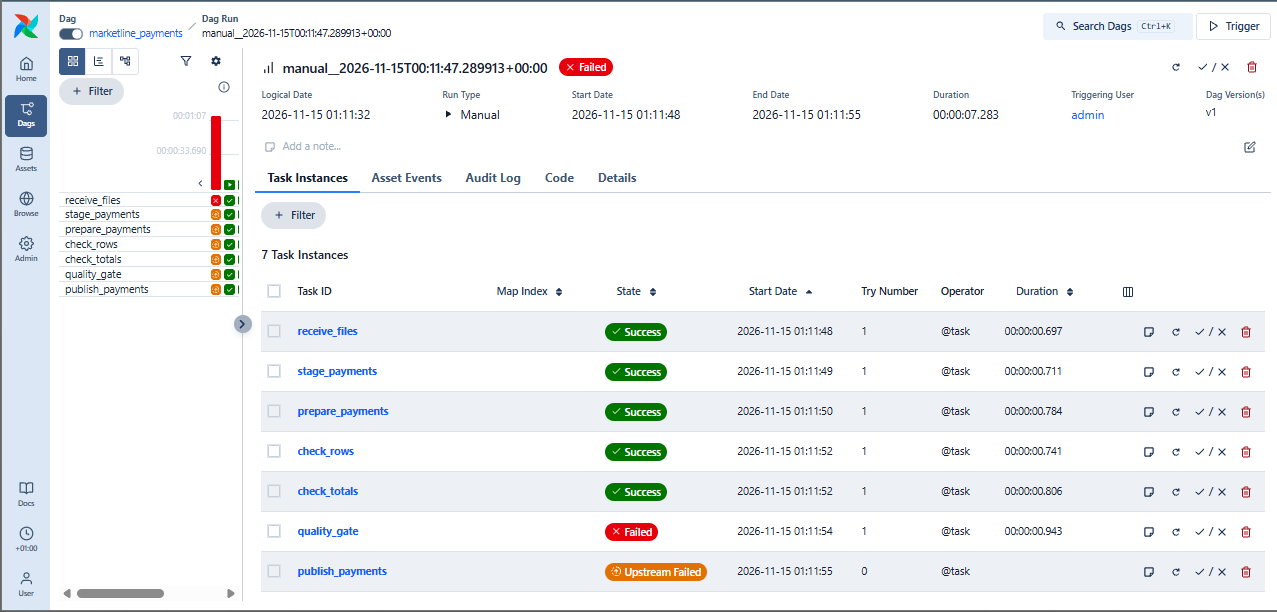 Dag
marketline_payments
/
Dag Run
manual__2026-11-15T00:11:47.289913+00:00
Search Dags Ctrl+K
Trigger
Home
Dags
Assets
Browse
Admin
Docs
+01:00
User
+ Filter
00:01:07
00:00:33.690
receive_files
stage_payments
prepare_payments
check_rows
check_totals
quality_gate
publish_payments
manual__2026-11-15T00:11:47.289913+00:00 Failed
Logical Date Run Type Start Date End Date Duration Triggering User Dag Version(s)
2026-11-15 01:11:32 Manual 2026-11-15 01:11:48 2026-11-15 01:11:55 00:00:07.283 admin v1
Add a note...
Task Instances Asset Events Audit Log Code Details
+ Filter
7 Task Instances
Task ID Map Index State Start Date Try Number Operator Duration
receive_files Success 2026-11-15 01:11:48 1 @task 00:00:00.697
stage_payments Success 2026-11-15 01:11:49 1 @task 00:00:00.711
prepare_payments Success 2026-11-15 01:11:50 1 @task 00:00:00.784
check_rows Success 2026-11-15 01:11:52 1 @task 00:00:00.741
check_totals Success 2026-11-15 01:11:52 1 @task 00:00:00.806
quality_gate Failed 2026-11-15 01:11:54 1 @task 00:00:00.943
publish_payments Upstream Failed 2026-11-15 01:11:55 0 @task